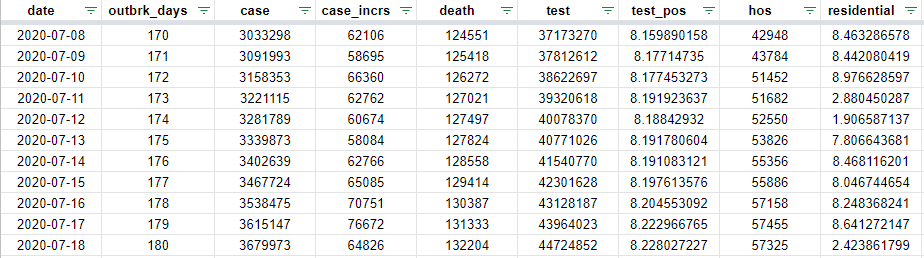 date outbrk_days case case_incrs death test test_pos hos residential
2020-07-08 170 3033298 62106 124551 37173270 8.159890158 42948 8.463286578
2020-07-09 171 3091993 58695 125418 37812612 8.17714735 43784 8.442080419
2020-07-10 172 3158353 66360 126272 38622697 8.177453273 51452 8.976628597
2020-07-11 173 3221115 62762 127021 39320618 8.191923637 51682 2.880450287
2020-07-12 174 3281789 60674 127497 40078370 8.18842932 52550 1.906587137
2020-07-13 175 3339873 58084 127824 40771026 8.191780604 53826 7.806643681
2020-07-14 176 3402639 62766 128558 41540770 8.191083121 55356 8.468116201
2020-07-15 177 3467724 65085 129414 42301628 8.197613576 55886 8.046744654
2020-07-16 178 3538475 70751 130387 43128187 8.204553092 57158 8.248368241
2020-07-17 179 3615147 76672 131333 43964023 8.222966765 57455 8.641272147
2020-07-18 180 3679973 64826 132204 44724852 8.228027227 57325 2.423861799